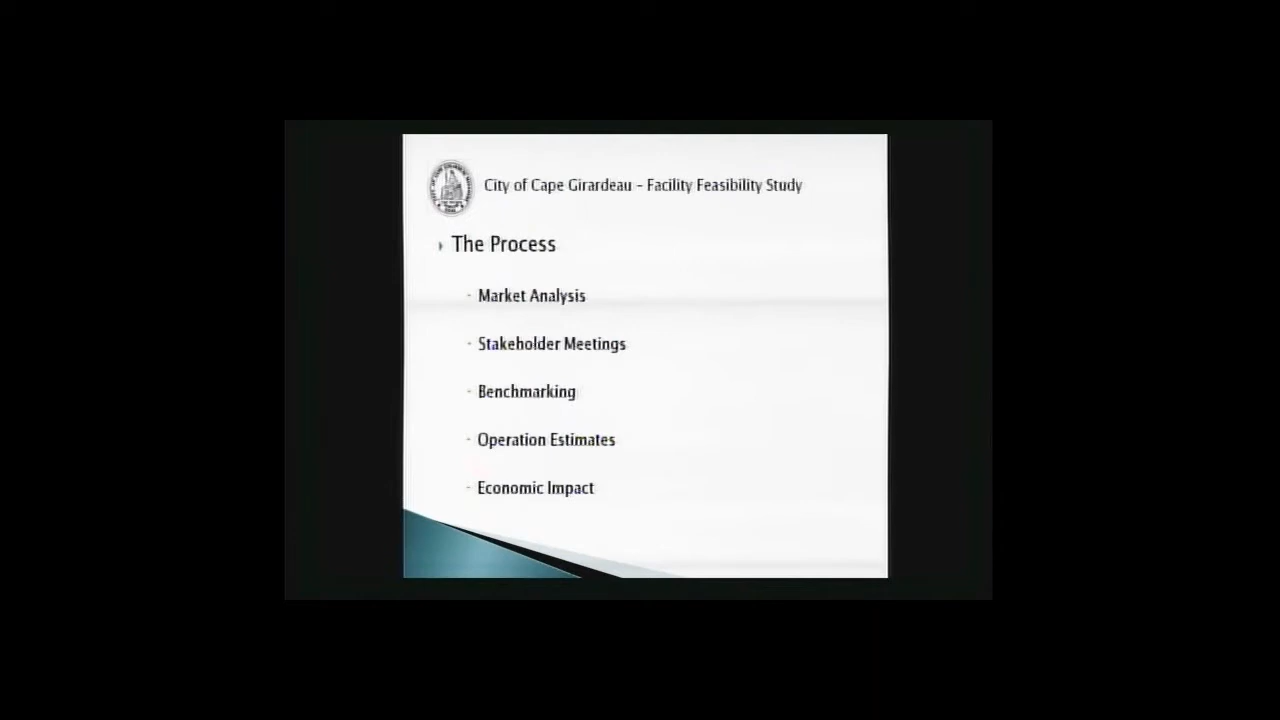 City of Cape Girardeau – Facility Feasibility Study
The Process
- Market Analysis
- Stakeholder Meetings
- Benchmarking
- Operation Estimates
- Economic Impact